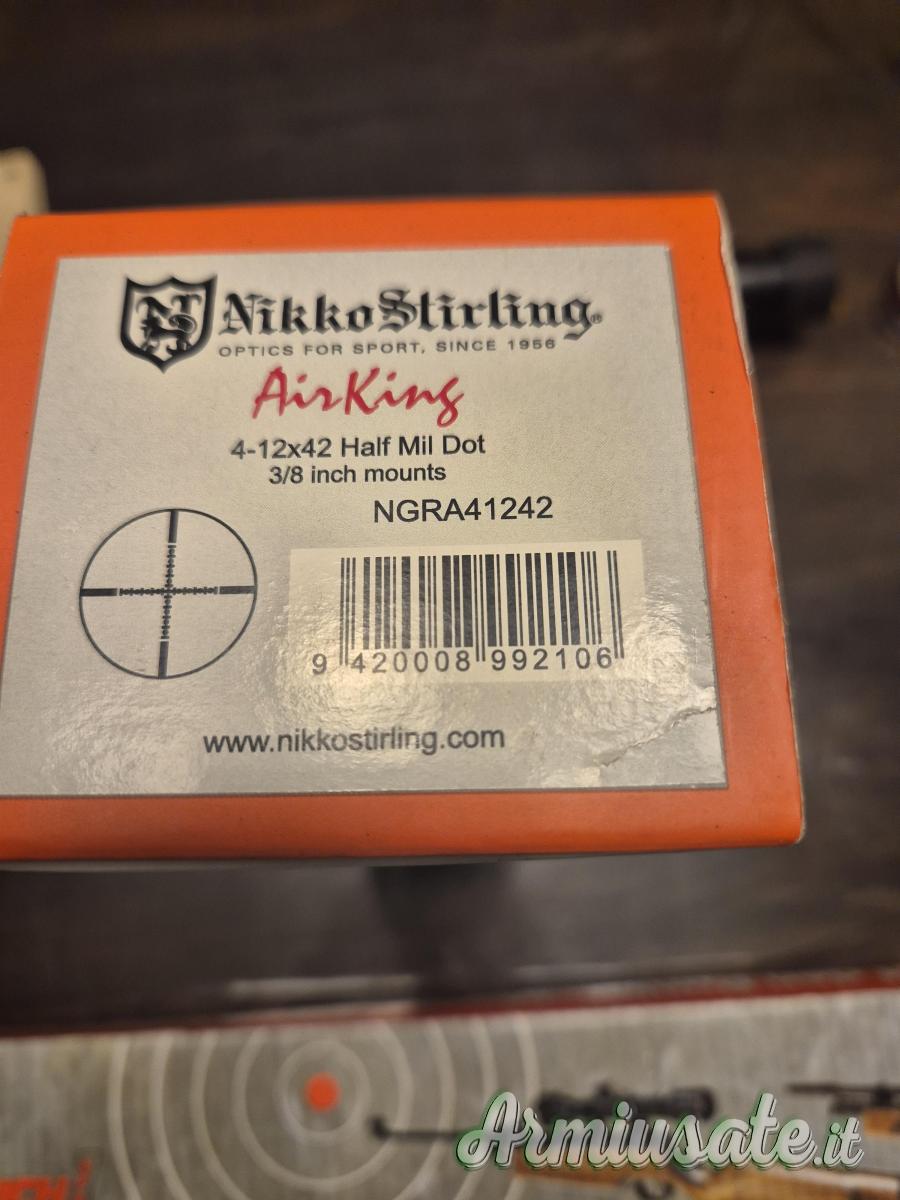 NikkoStirling®
OPTICS FOR SPORT, SINCE 1956
AirKing
4-12x42 Half Mil Dot
3/8 inch mounts
NGRA41242
9 420008 992106
www.nikkostirling.com
Armiusate.it